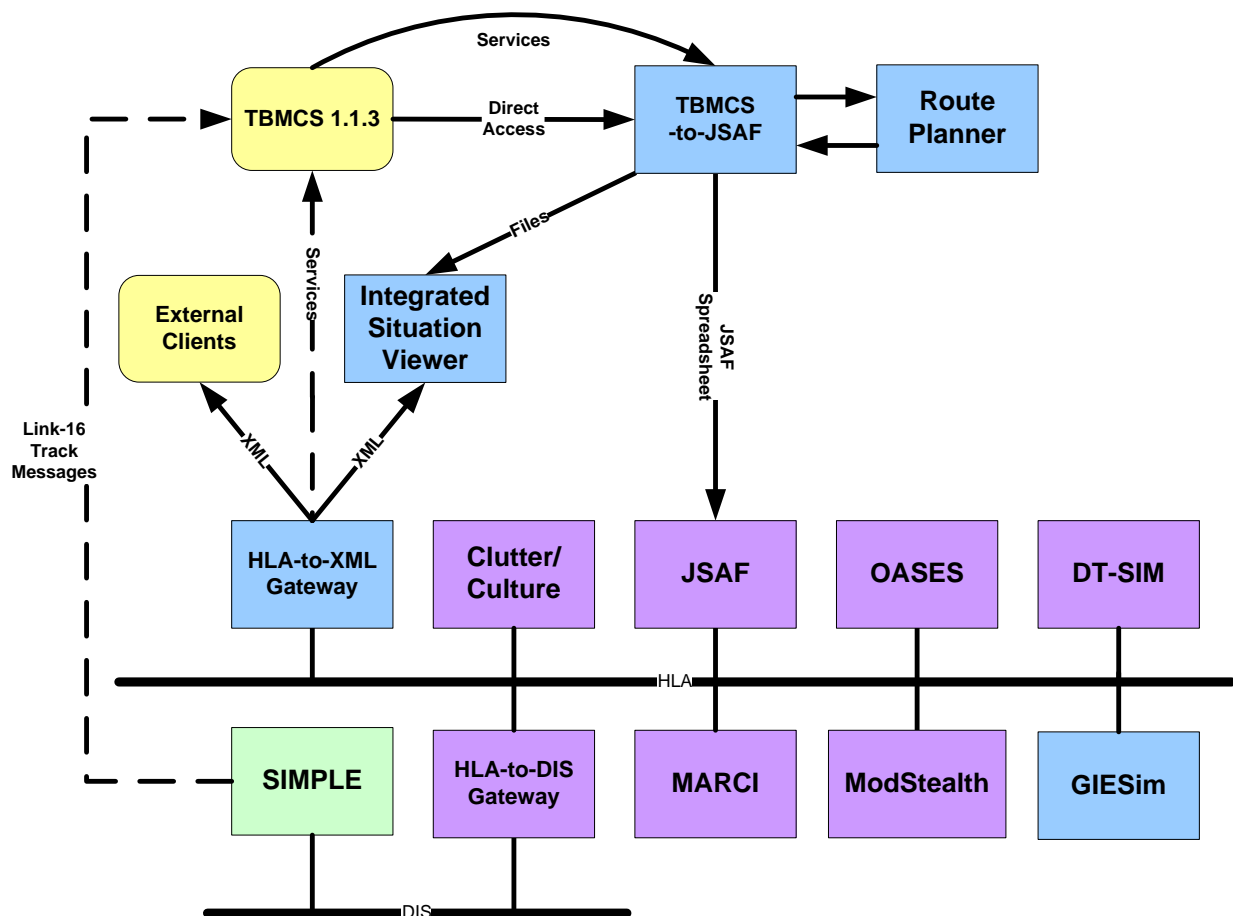 Services
TBMCS 1.1.3
Direct
Access
TBMCS
-to-JSAF
Route
Planner
Files
Services
External
Clients
Integrated
Situation
Viewer
JSAF
Spreadsheet
Link-16
Track
Messages
XML
XML
HLA-to-XML
Gateway
Clutter/
Culture
JSAF
OASES
DT-SIM
HLA
SIMPLE
HLA-to-DIS
Gateway
MARCI
ModStealth
GIESim
DIS